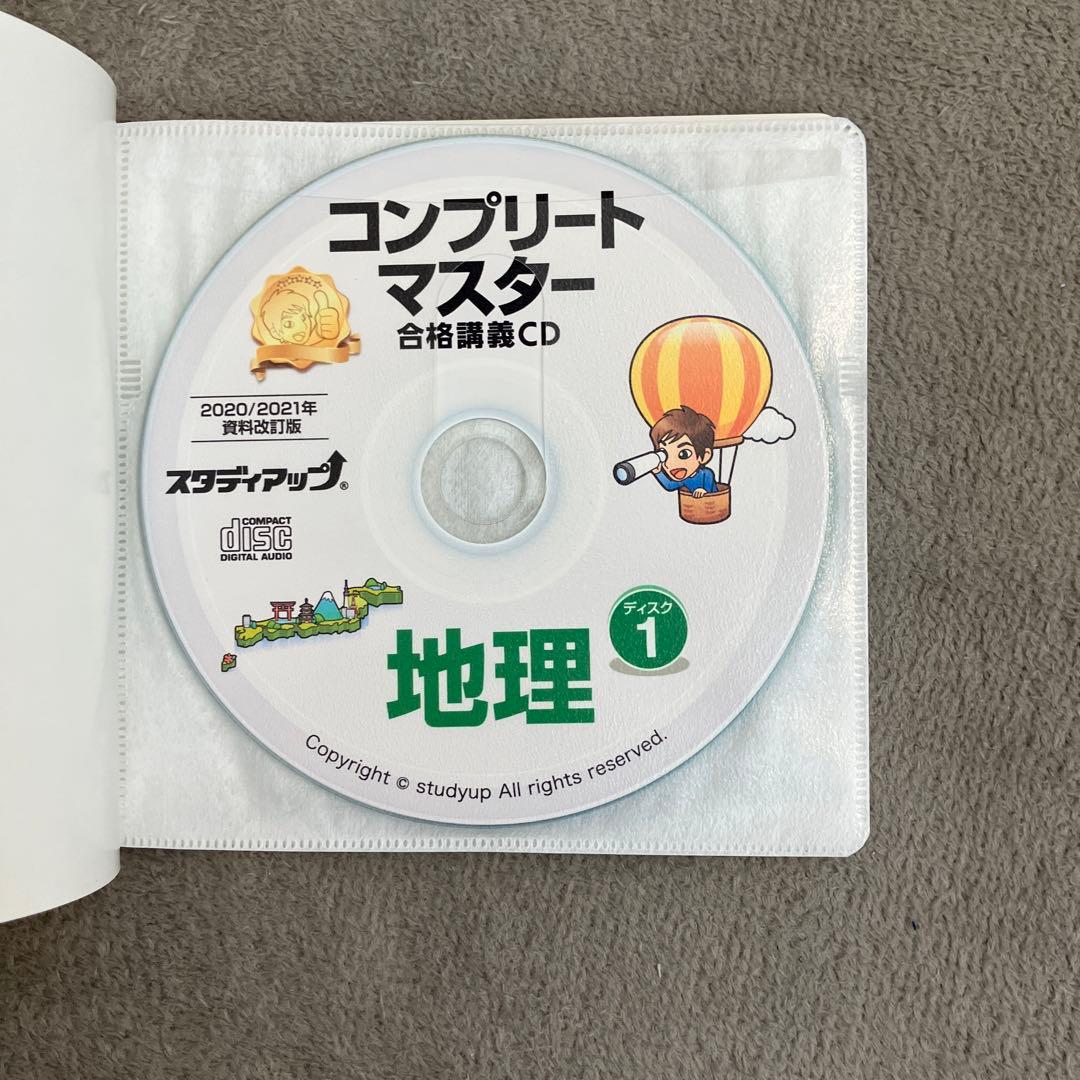 コンプリート
マスター
合格講義CD
2020/2021年
資料改訂版
スタディアップ®
COMPACT
disc
DIGITAL AUDIO
ディスク
1
地理
Copyright © studyup All rights reserved.